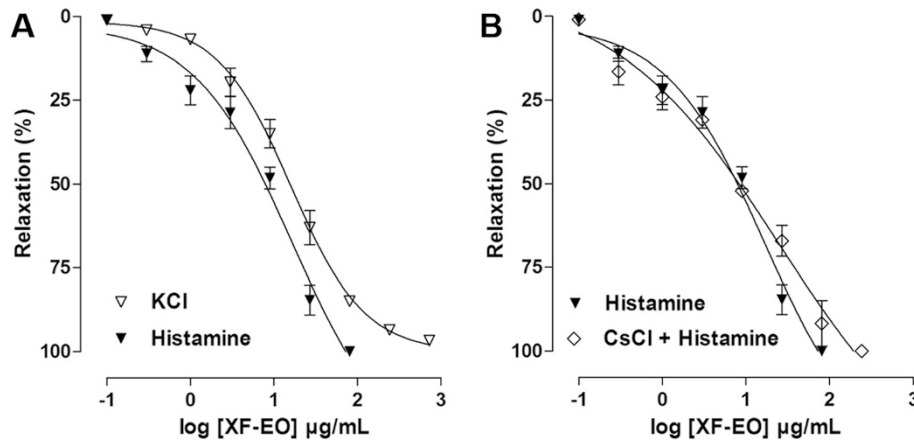 A
0
25
50
75
100
Relaxation (%)
KCl
Histamine
-1 0 1 2 3
log [XF-EO] µg/mL
B
0
25
50
75
100
Relaxation (%)
Histamine
CsCl + Histamine
-1 0 1 2 3
log [XF-EO] µg/mL